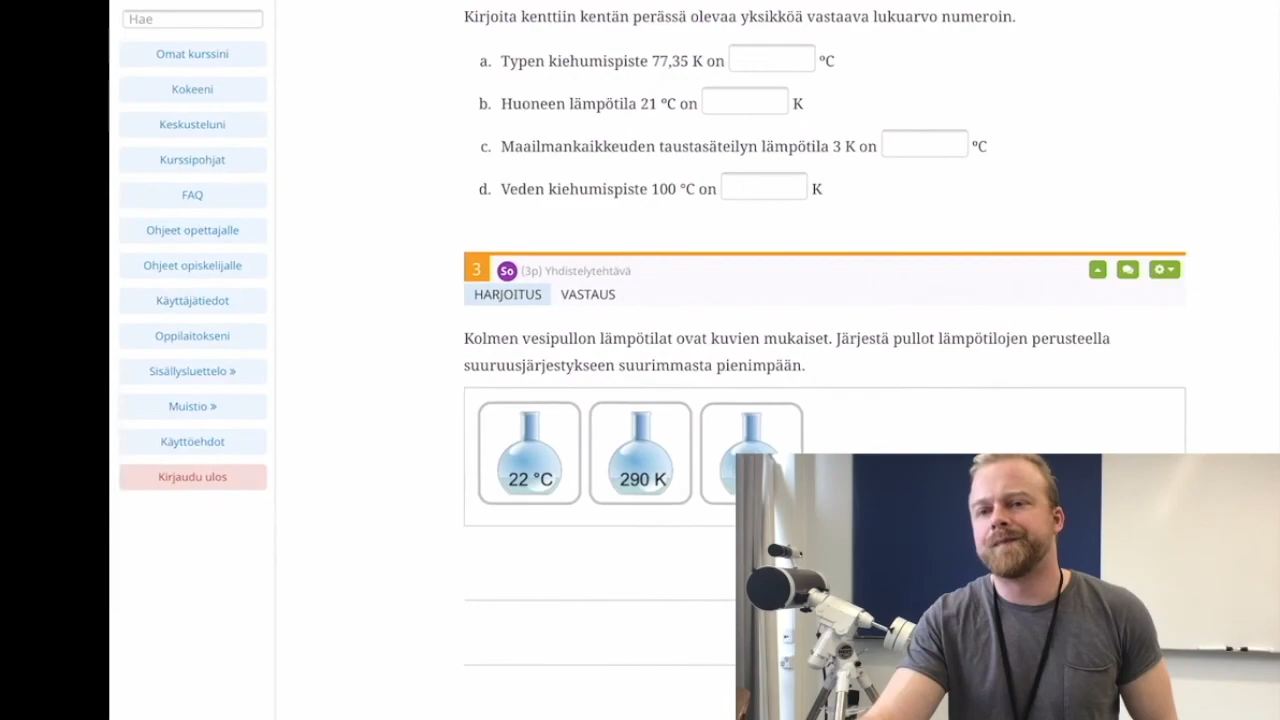 Hae
Omat kurssini
Kokeeni
Keskusteluni
Kurssipohjat
FAQ
Ohjeet opettajalle
Ohjeet opiskelijalle
Käyttäjätiedot
Oppilaitokseni
Sisällysluettelo »
Muistio »
Käyttöehdot
Kirjaudu ulos
Kirjoita kenttiin kentän perässä olevaa yksikköä vastaava lukuarvo numeroin.
a. Typen kiehumispiste 77,35 K on ºC
b. Huoneen lämpötila 21 ºC on K
c. Maailmankaikkeuden taustasäteilyn lämpötila 3 K on ºC
d. Veden kiehumispiste 100 °C on K
3 So (3p) Yhdistelytehtävä
HARJOITUS VASTAUS
Kolmen vesipullon lämpötilat ovat kuvien mukaiset. Järjestä pullot lämpötilojen perusteella
suuruusjärjestykseen suurimmasta pienimpään.
22 °C 290 K